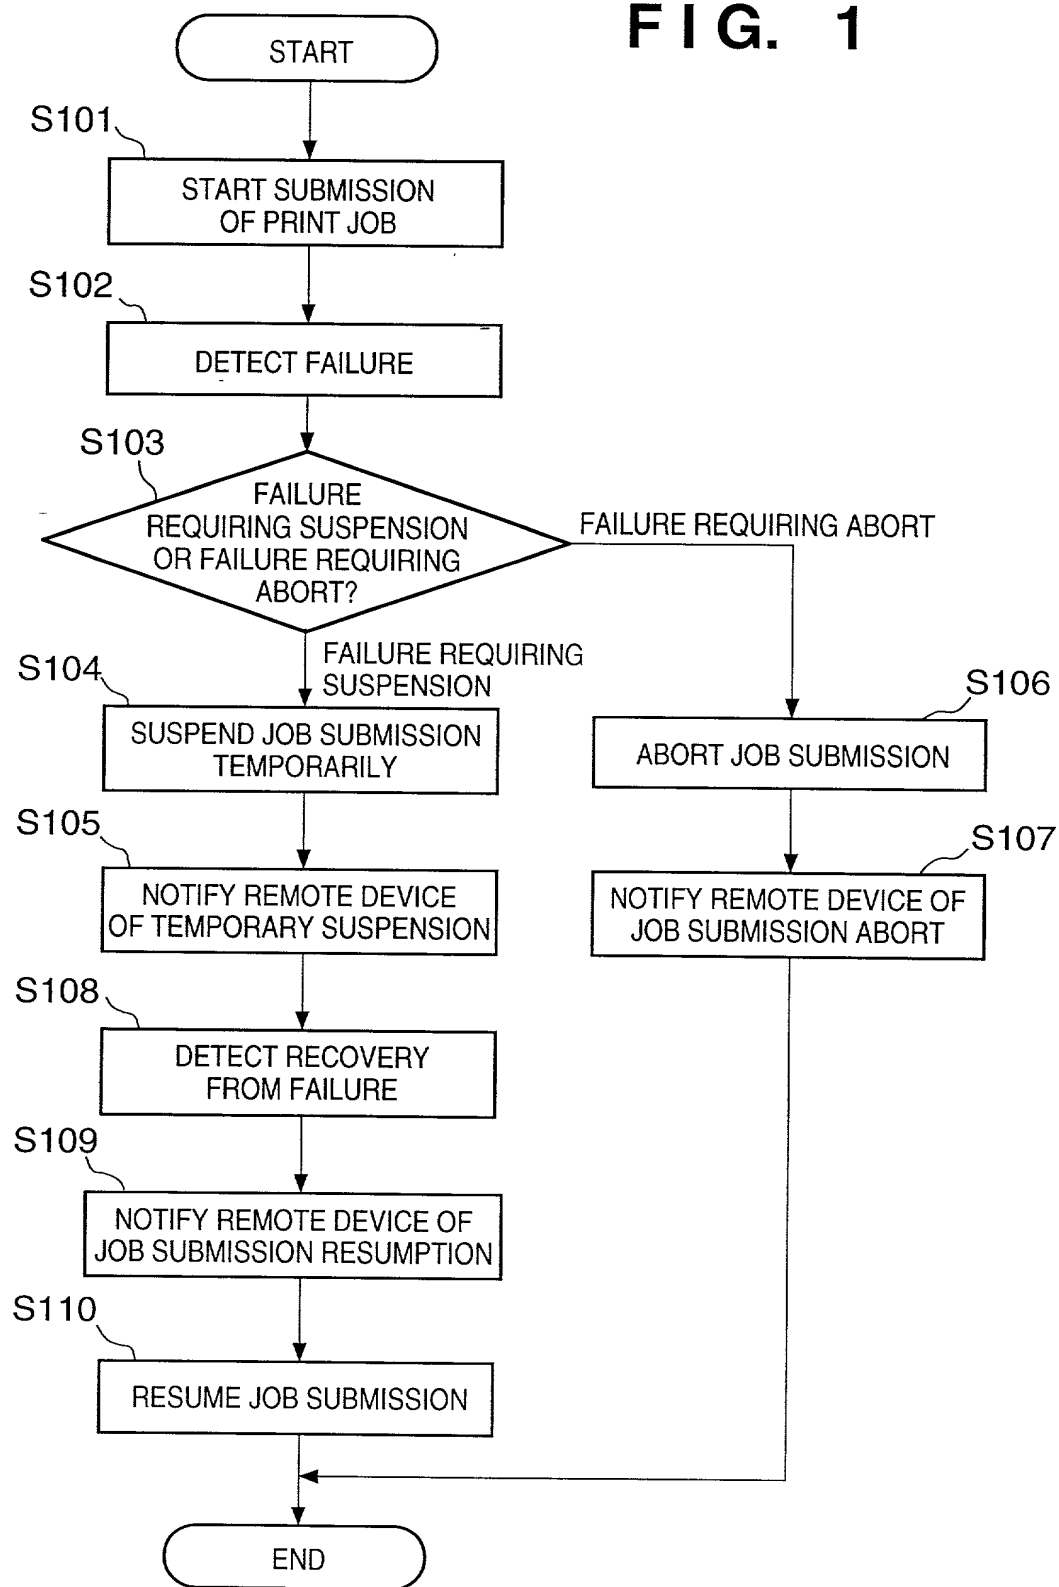 FIG. 1
START
S101
START SUBMISSION
OF PRINT JOB
S102
DETECT FAILURE
S103
FAILURE
REQUIRING SUSPENSION
OR FAILURE REQUIRING
ABORT?
FAILURE REQUIRING ABORT
FAILURE REQUIRING
SUSPENSION
S104
SUSPEND JOB SUBMISSION
TEMPORARILY
S106
ABORT JOB SUBMISSION
S105
NOTIFY REMOTE DEVICE
OF TEMPORARY SUSPENSION
S107
NOTIFY REMOTE DEVICE OF
JOB SUBMISSION ABORT
S108
DETECT RECOVERY
FROM FAILURE
S109
NOTIFY REMOTE DEVICE OF
JOB SUBMISSION RESUMPTION
S110
RESUME JOB SUBMISSION
END